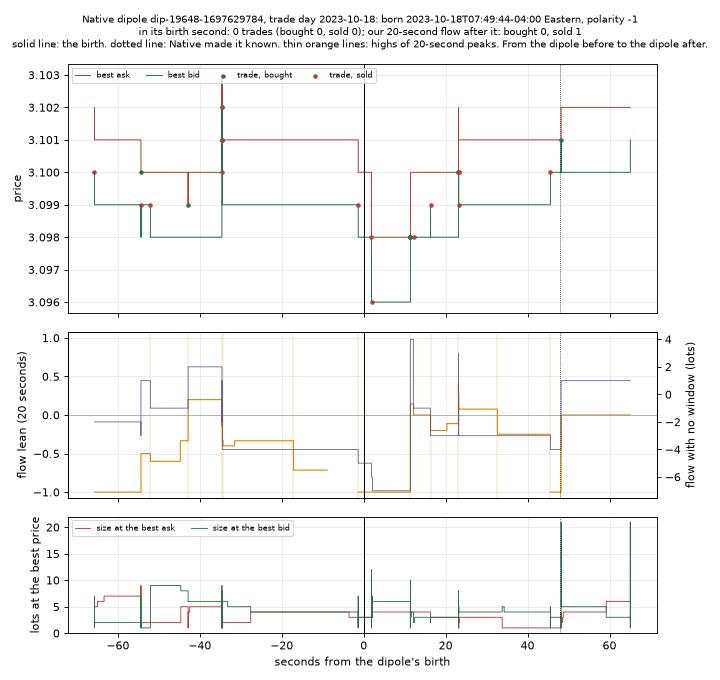 Native dipole dip-19648-1697629784, trade day 2023-10-18: born 2023-10-18T07:49:44-04:00 Eastern, polarity -1
in its birth second: 0 trades (bought 0, sold 0); our 20-second flow after it: bought 0, sold 1
solid line: the birth. dotted line: Native made it known. thin orange lines: highs of 20-second peaks. From the dipole before to the dipole after.
best ask
best bid
trade, bought
trade, sold
price
3.103
3.102
3.101
3.100
3.099
3.098
3.097
3.096
flow lean (20 seconds)
1.0
0.5
0.0
−0.5
−1.0
flow with no window (lots)
4
2
0
−2
−4
−6
size at the best ask
size at the best bid
lots at the best price
20
15
10
5
0
−60
−40
−20
0
20
40
60
seconds from the dipole's birth